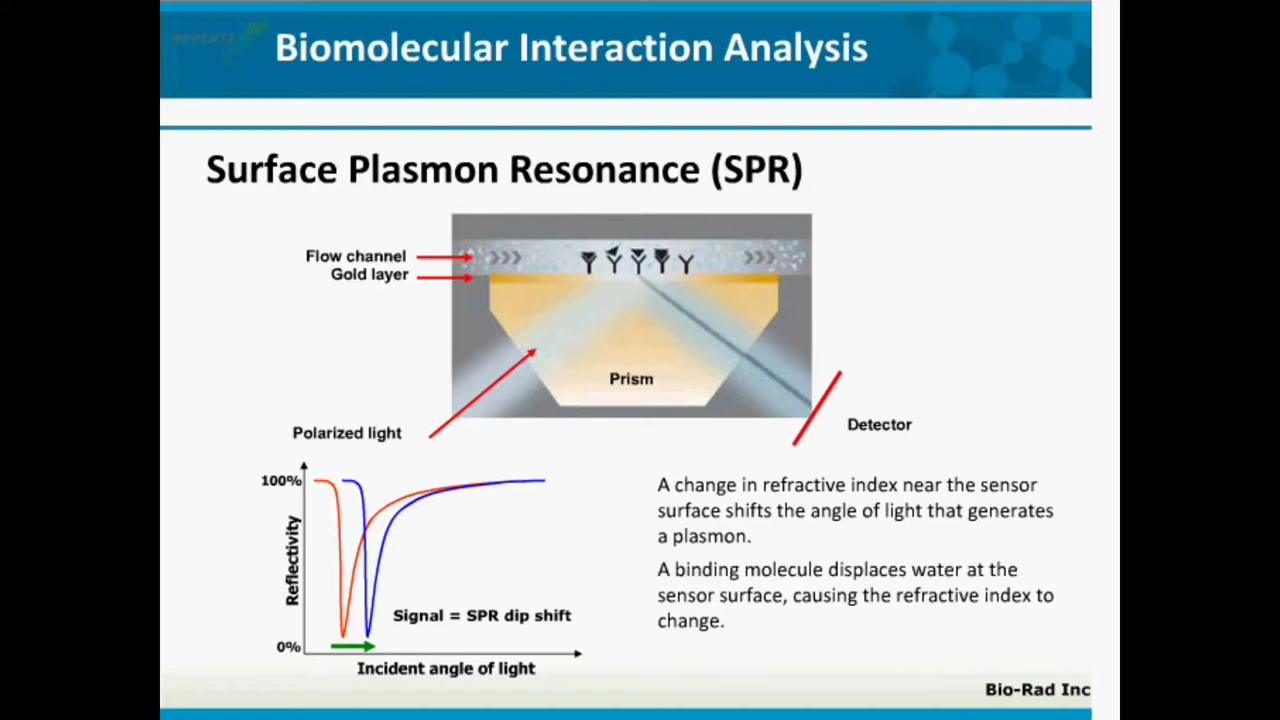 Biomolecular Interaction Analysis
Surface Plasmon Resonance (SPR)
Flow channel
Gold layer
Prism
Polarized light
Detector
100%
Reflectivity
0%
Signal = SPR dip shift
Incident angle of light
A change in refractive index near the sensor
surface shifts the angle of light that generates
a plasmon.
A binding molecule displaces water at the
sensor surface, causing the refractive index to
change.
Bio-Rad Inc